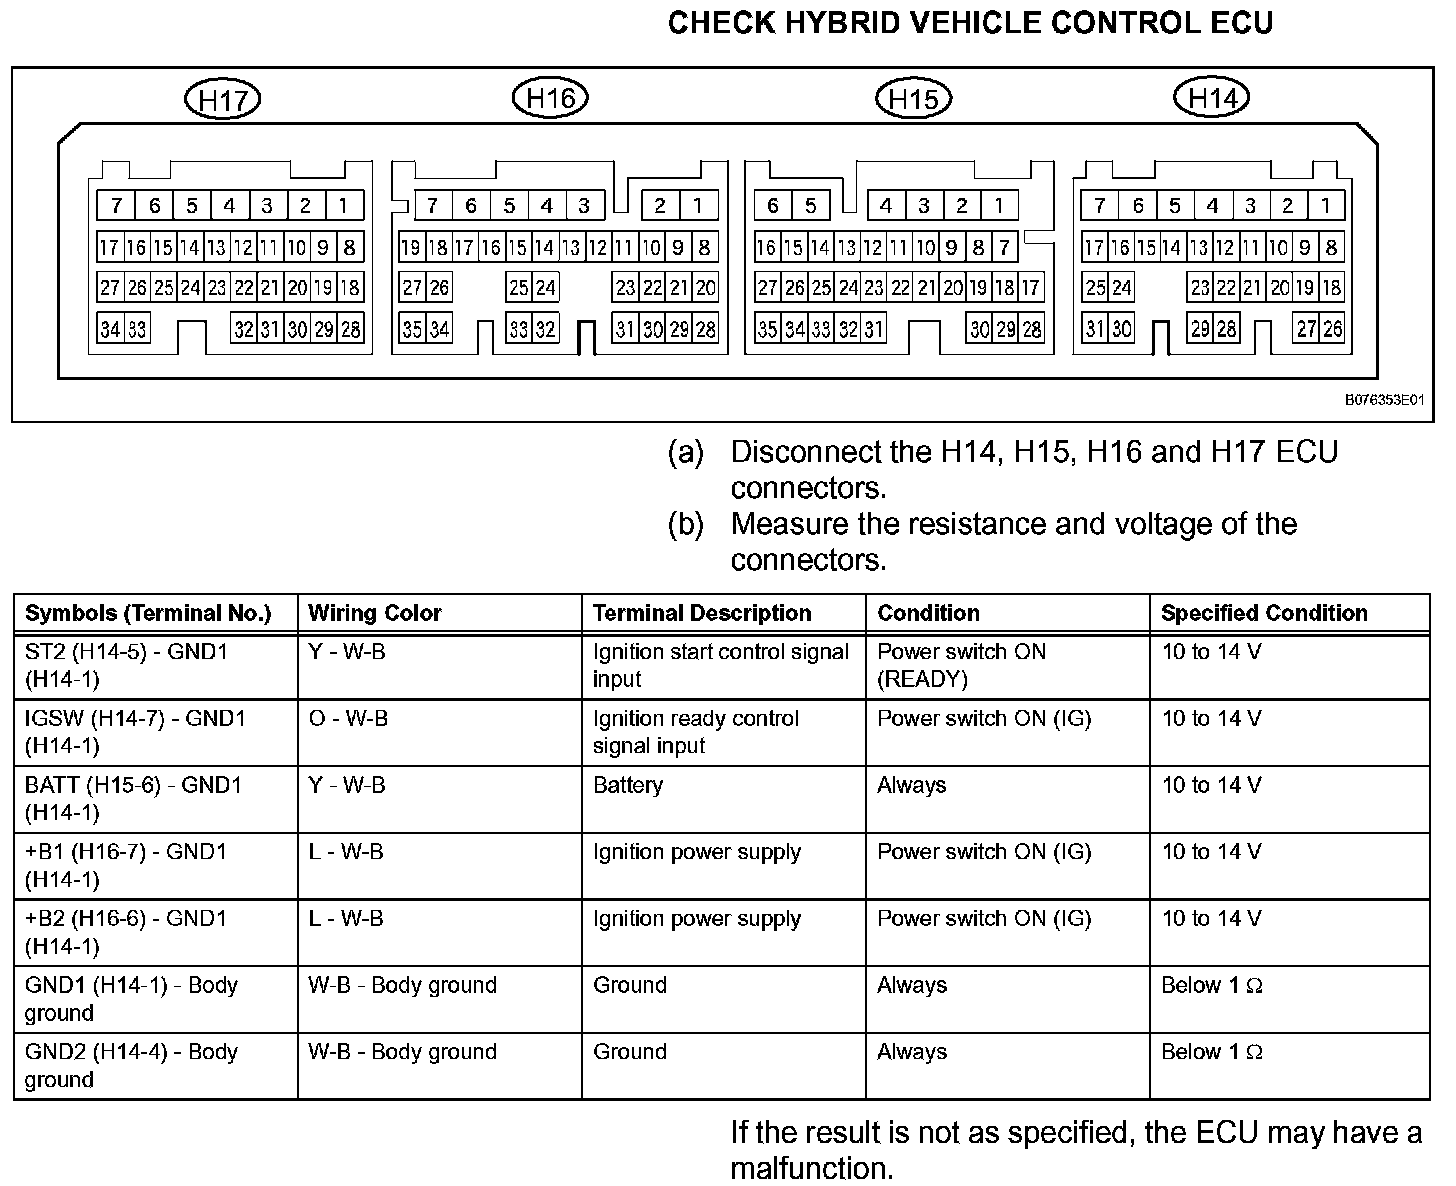 CHECK HYBRID VEHICLE CONTROL ECU
H17 H16 H15 H14
7 6 5 4 3 2 1 7 6 5 4 3 2 1 6 5 4 3 2 1 7 6 5 4 3 2 1
17 16 15 14 13 12 11 10 9 8 19 18 17 16 15 14 13 12 11 10 9 8 16 15 14 13 12 11 10 9 8 7 17 16 15 14 13 12 11 10 9 8
27 26 25 24 23 22 21 20 19 18 27 26 25 24 23 22 21 20 27 26 25 24 23 22 21 20 19 18 17 25 24 23 22 21 20 19 18
34 33 32 31 30 29 28 35 34 33 32 31 30 29 28 35 34 33 32 31 30 29 28 31 30 29 28 27 26
B076353E01
(a) Disconnect the H14, H15, H16 and H17 ECU
connectors.
(b) Measure the resistance and voltage of the
connectors.
Symbols (Terminal No.) Wiring Color Terminal Description Condition Specified Condition
ST2 (H14-5) - GND1 Y - W-B Ignition start control signal Power switch ON 10 to 14 V
(H14-1) input (READY)
IGSW (H14-7) - GND1 O - W-B Ignition ready control Power switch ON (IG) 10 to 14 V
(H14-1) signal input
BATT (H15-6) - GND1 Y - W-B Battery Always 10 to 14 V
(H14-1)
+B1 (H16-7) - GND1 L - W-B Ignition power supply Power switch ON (IG) 10 to 14 V
(H14-1)
+B2 (H16-6) - GND1 L - W-B Ignition power supply Power switch ON (IG) 10 to 14 V
(H14-1)
GND1 (H14-1) - Body W-B - Body ground Ground Always Below 1 Ω
ground
GND2 (H14-4) - Body W-B - Body ground Ground Always Below 1 Ω
ground
If the result is not as specified, the ECU may have a
malfunction.